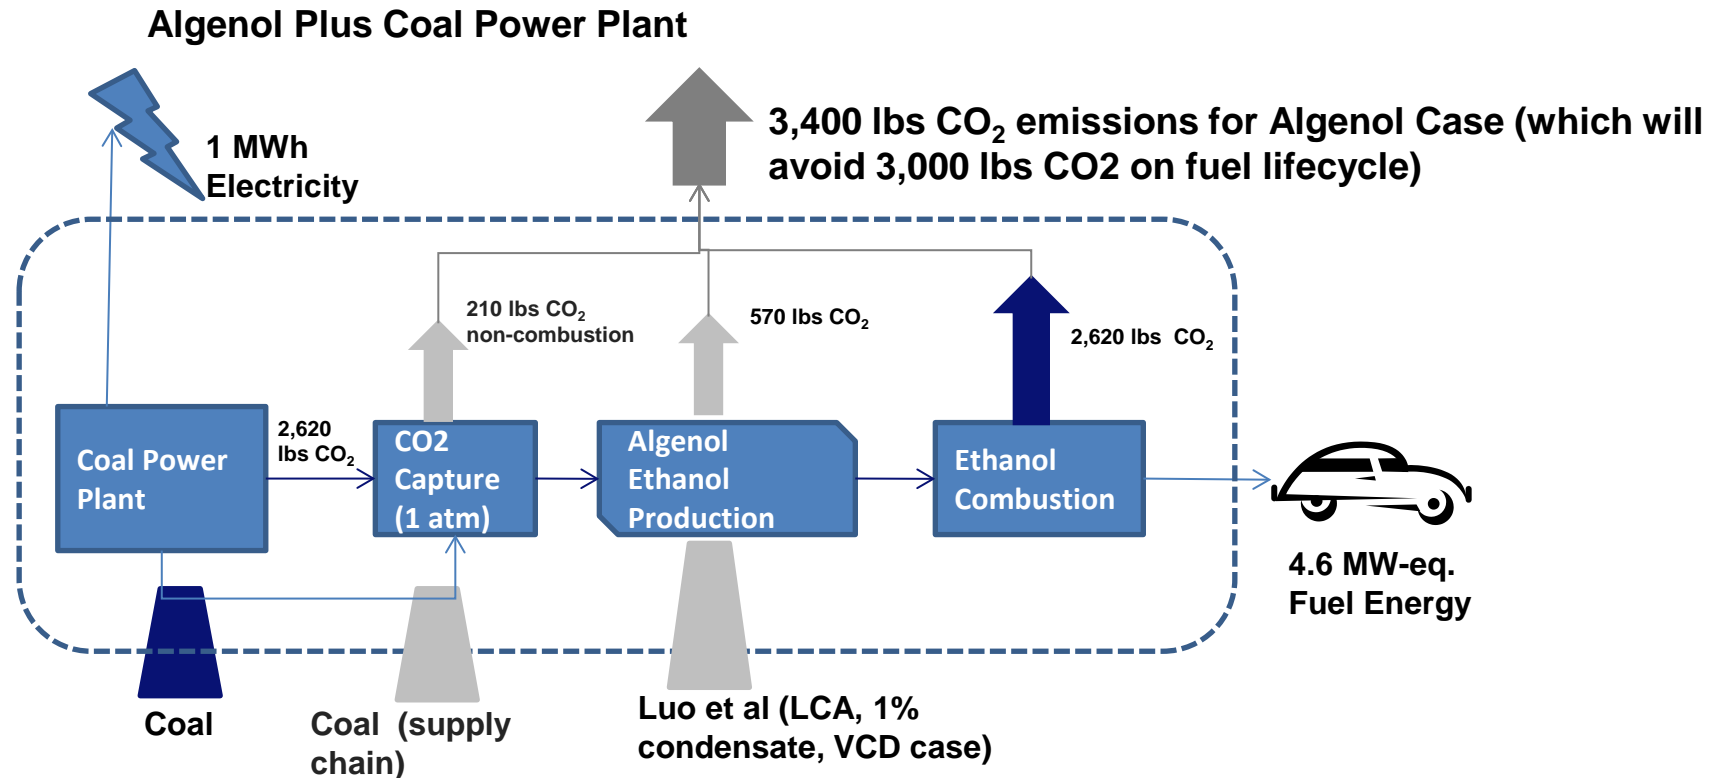 Algenol Plus Coal Power Plant
1 MWh
Electricity
3,400 lbs CO₂ emissions for Algenol Case (which will
avoid 3,000 lbs CO2 on fuel lifecycle)
210 lbs CO₂
non-combustion
570 lbs CO₂
2,620 lbs CO₂
Coal Power
Plant
2,620
lbs CO₂
CO2
Capture
(1 atm)
Algenol
Ethanol
Production
Ethanol
Combustion
4.6 MW-eq.
Fuel Energy
Coal
Coal (supply
chain)
Luo et al (LCA, 1%
condensate, VCD case)